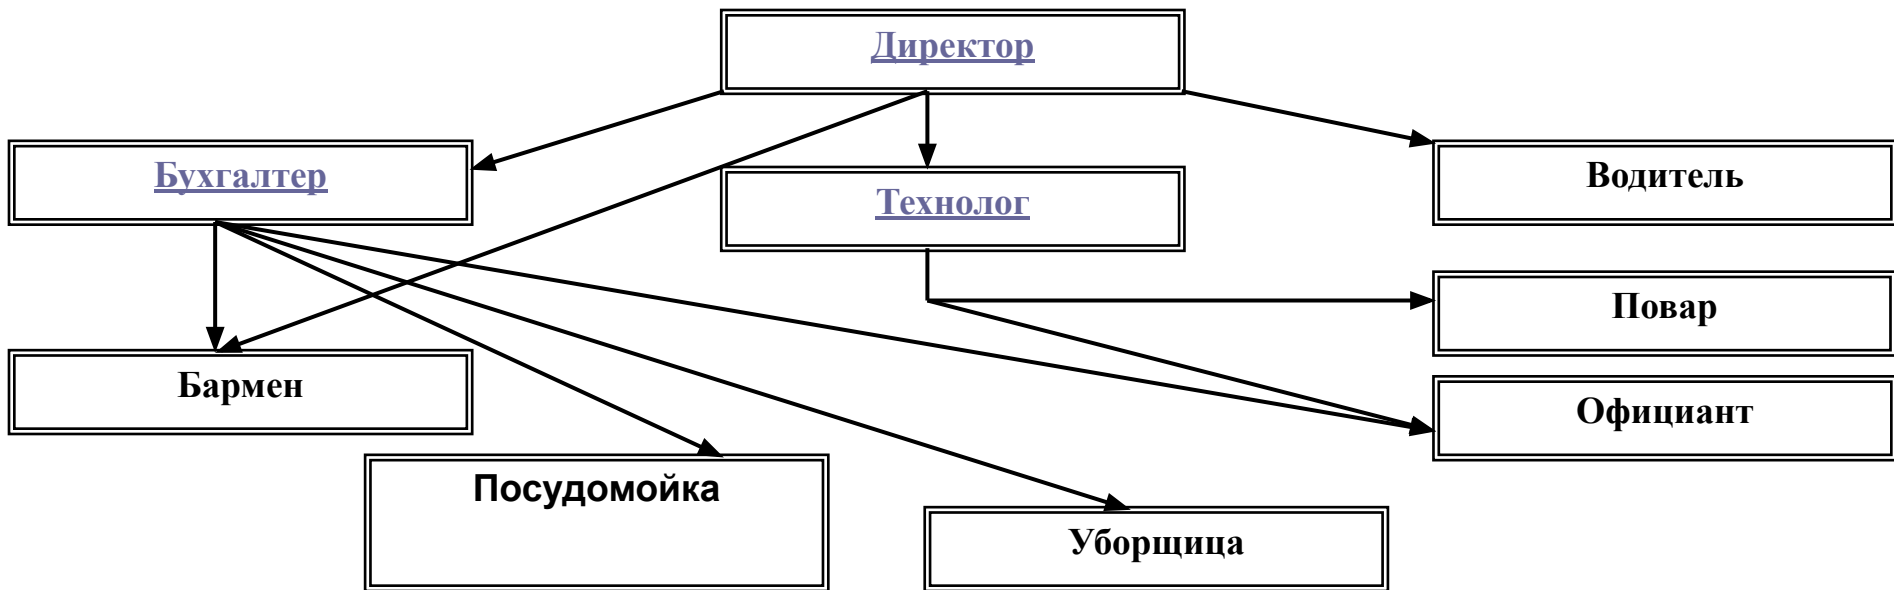 Директор
Бухгалтер
Технолог
Водитель
Повар
Бармен
Официант
Посудомойка
Уборщица